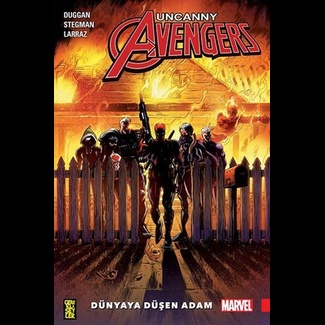 DUGGAN
STEGMAN
LARRAZ
UNCANNY
AVENGERS
DÜNYAYA DÜŞEN ADAM
MARVEL